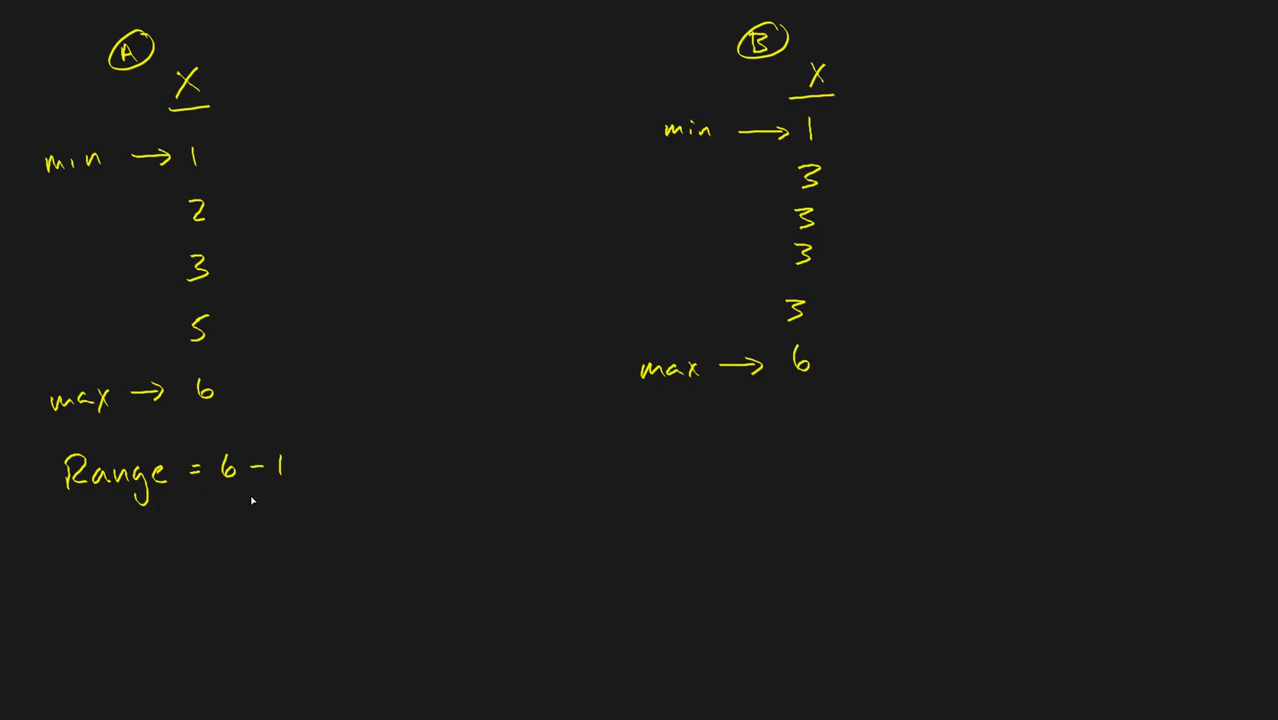 A
X
min → 1
2
3
5
max → 6
Range = 6 - 1
B
X
min → 1
3
3
3
3
max → 6